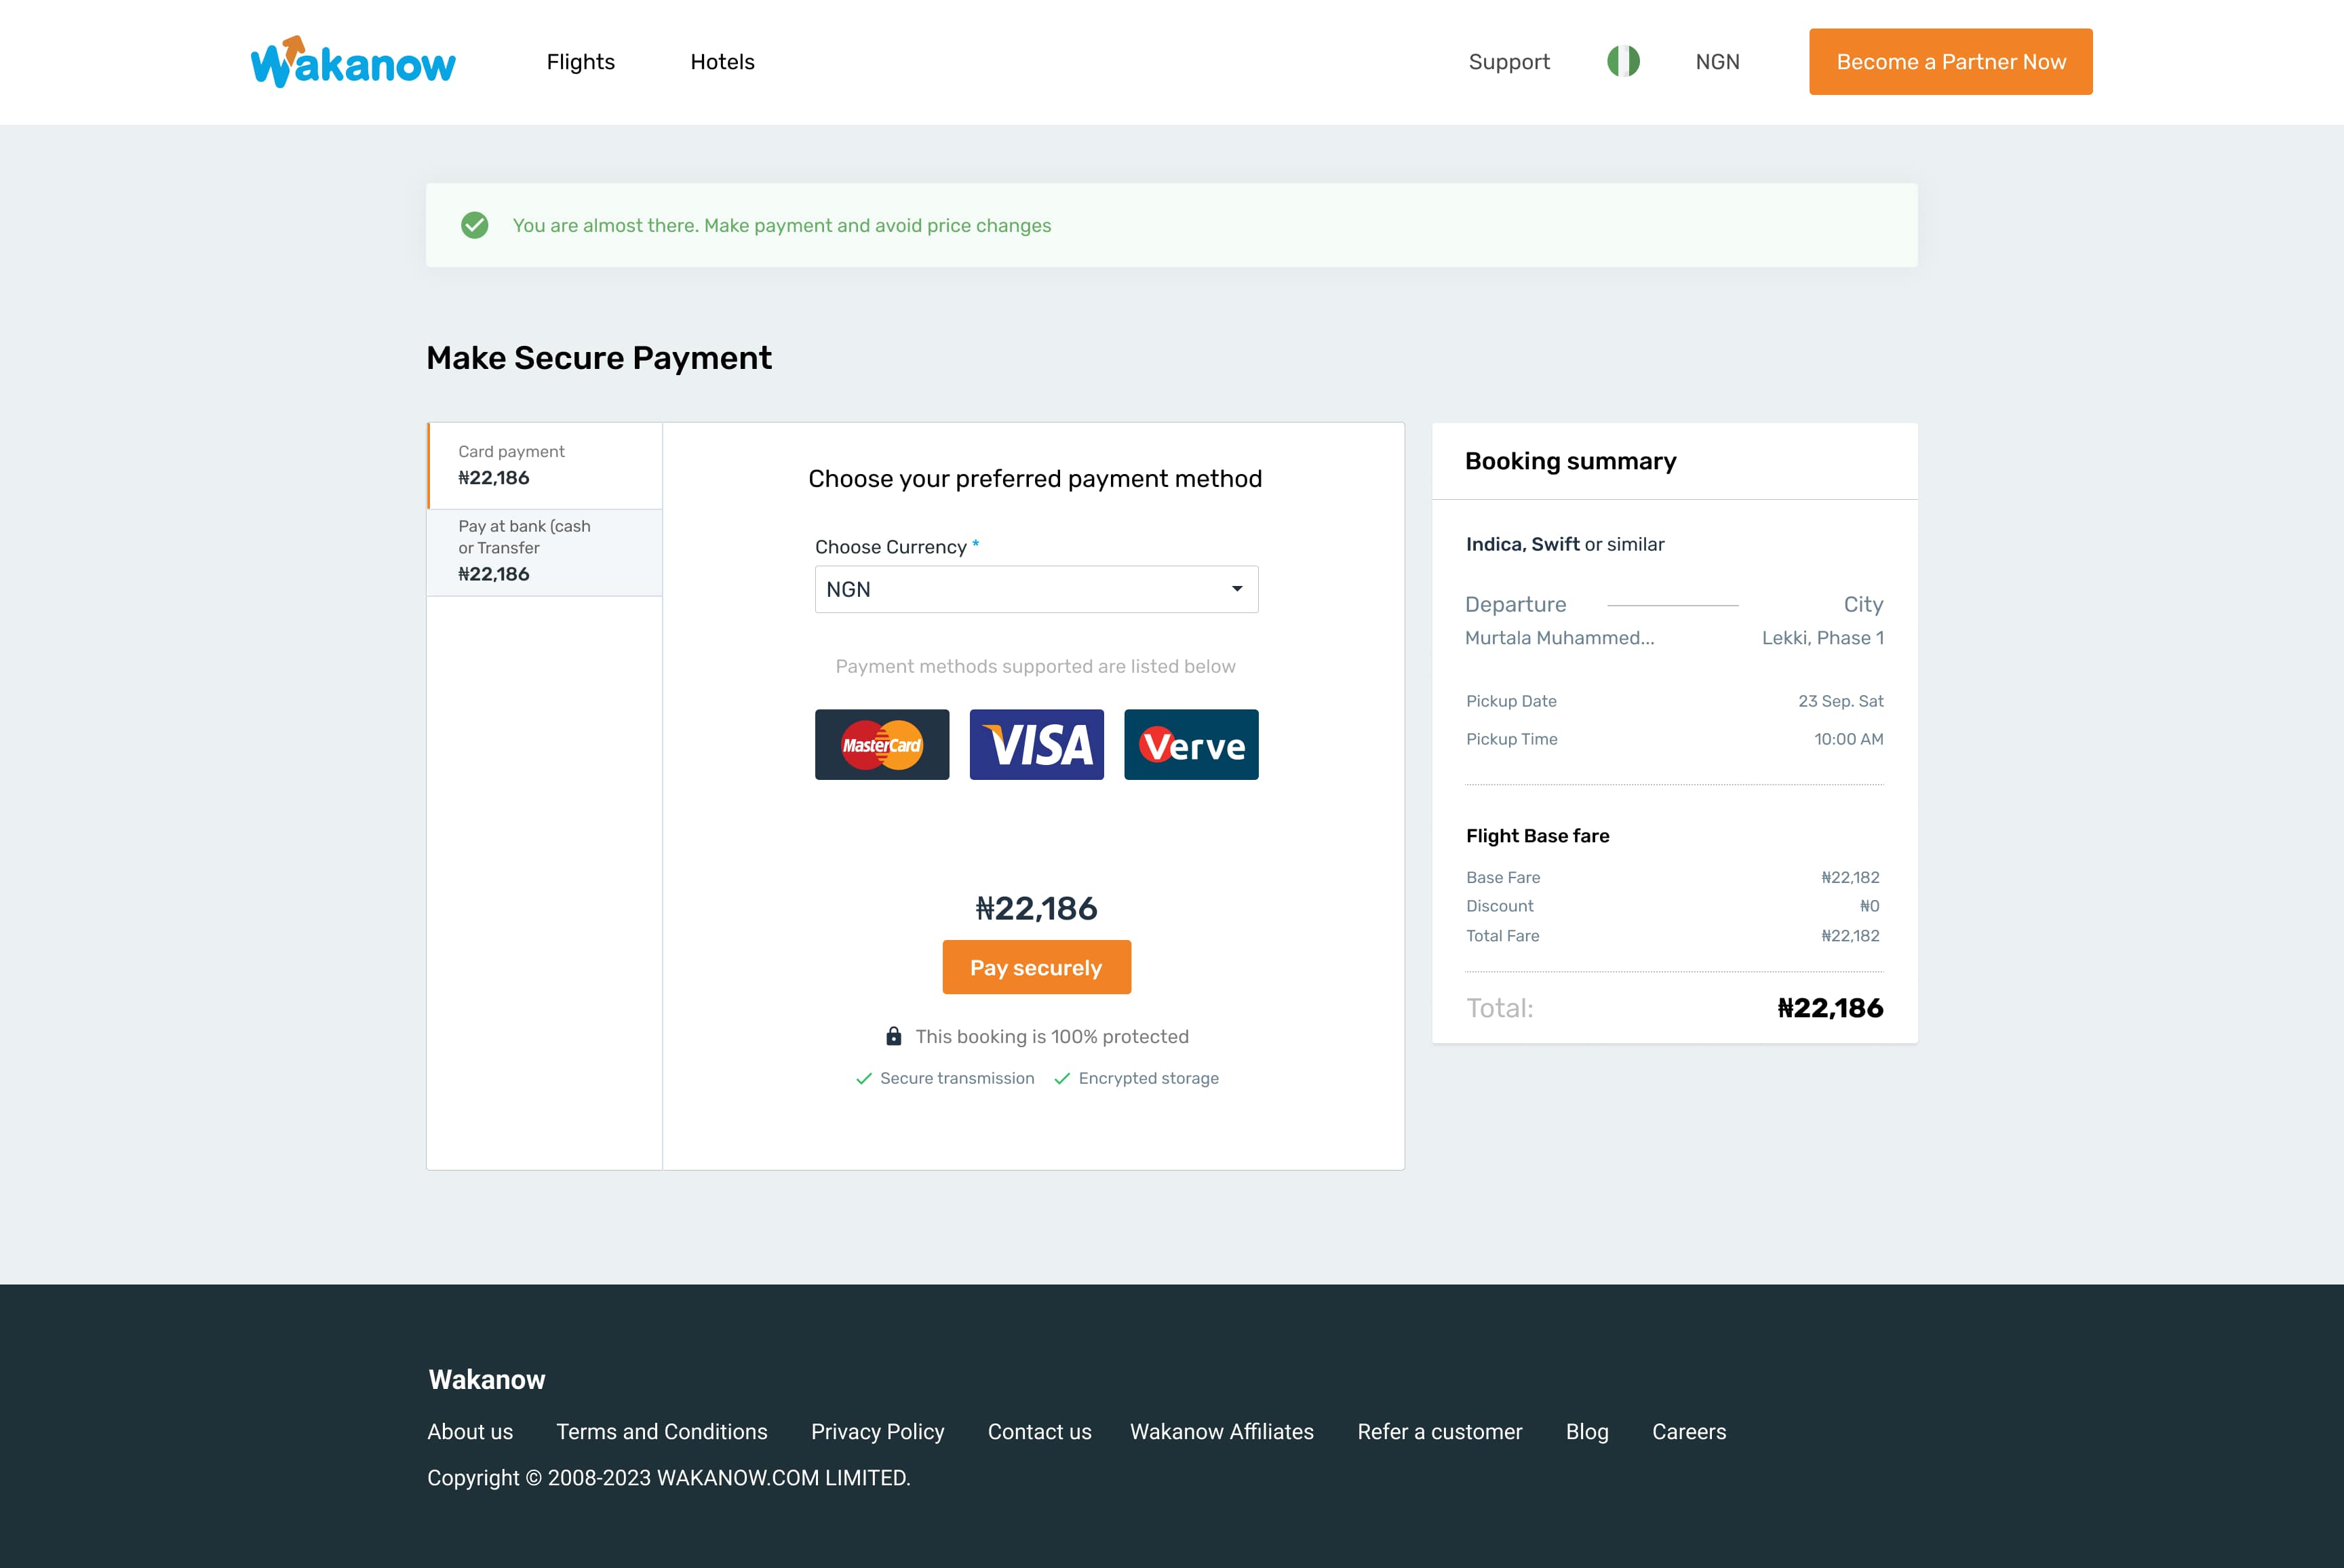 Wakanow
Flights
Hotels
Support
NGN
Become a Partner Now
You are almost there. Make payment and avoid price changes
Make Secure Payment
Card payment
₦22,186
Pay at bank (cash
or Transfer
₦22,186
Choose your preferred payment method
Choose Currency *
NGN
Payment methods supported are listed below
MasterCard
VISA
Verve
₦22,186
Pay securely
This booking is 100% protected
Secure transmission
Encrypted storage
Booking summary
Indica, Swift or similar
Departure
City
Murtala Muhammed...
Lekki, Phase 1
Pickup Date
23 Sep. Sat
Pickup Time
10:00 AM
Flight Base fare
Base Fare
₦22,182
Discount
₦0
Total Fare
₦22,182
Total:
₦22,186
Wakanow
About us
Terms and Conditions
Privacy Policy
Contact us
Wakanow Affiliates
Refer a customer
Blog
Careers
Copyright © 2008-2023 WAKANOW.COM LIMITED.